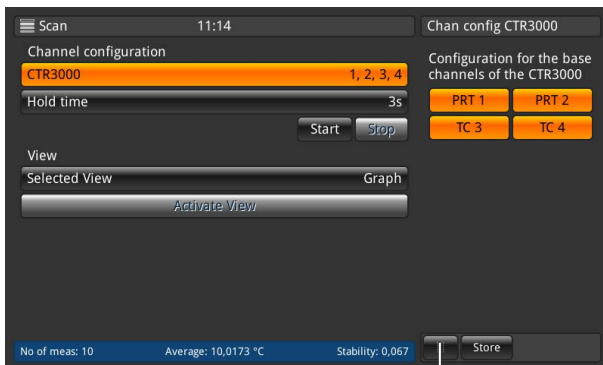 Scan 11:14
Channel configuration
CTR3000 1, 2, 3, 4
Hold time 3s
Start Stop
View
Selected View Graph
Activate View
No of meas: 10 Average: 10,0173 °C Stability: 0,067
Chan config CTR3000
Configuration for the base
channels of the CTR3000
PRT 1 PRT 2
TC 3 TC 4
Store